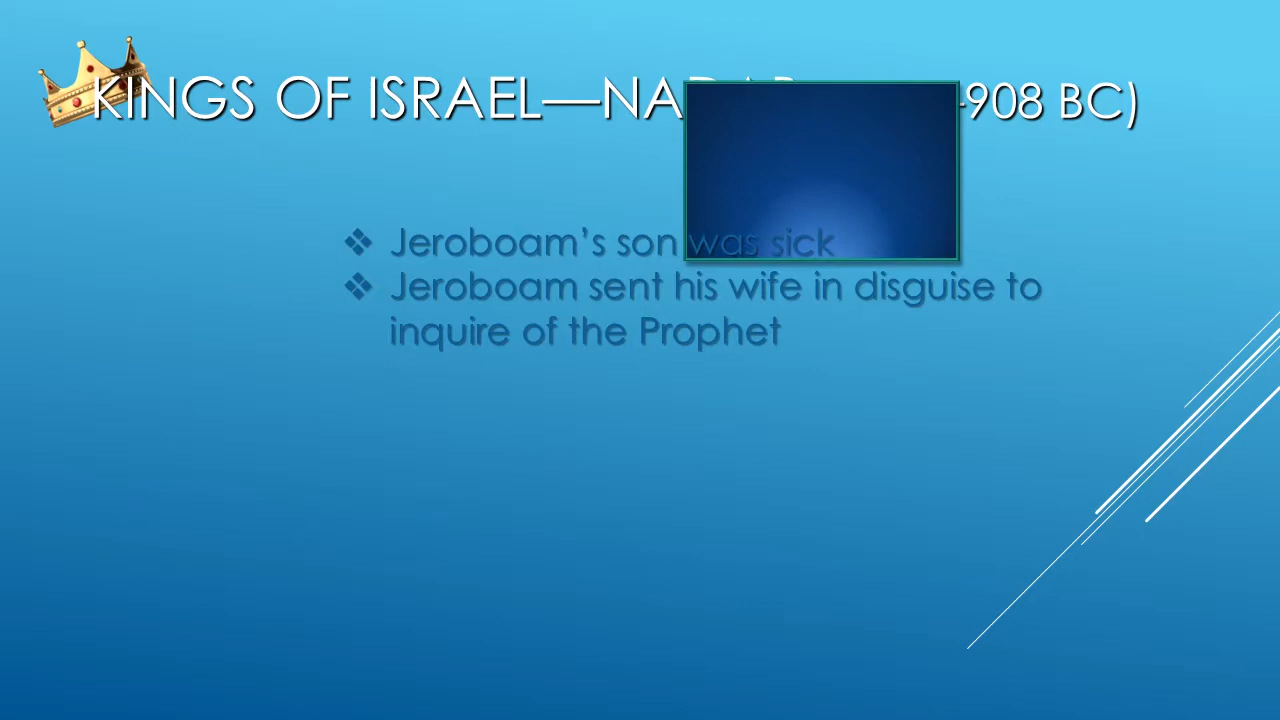 KINGS OF ISRAEL—NADAB -908 BC)
❖ Jeroboam's son was sick
❖ Jeroboam sent his wife in disguise to
inquire of the Prophet